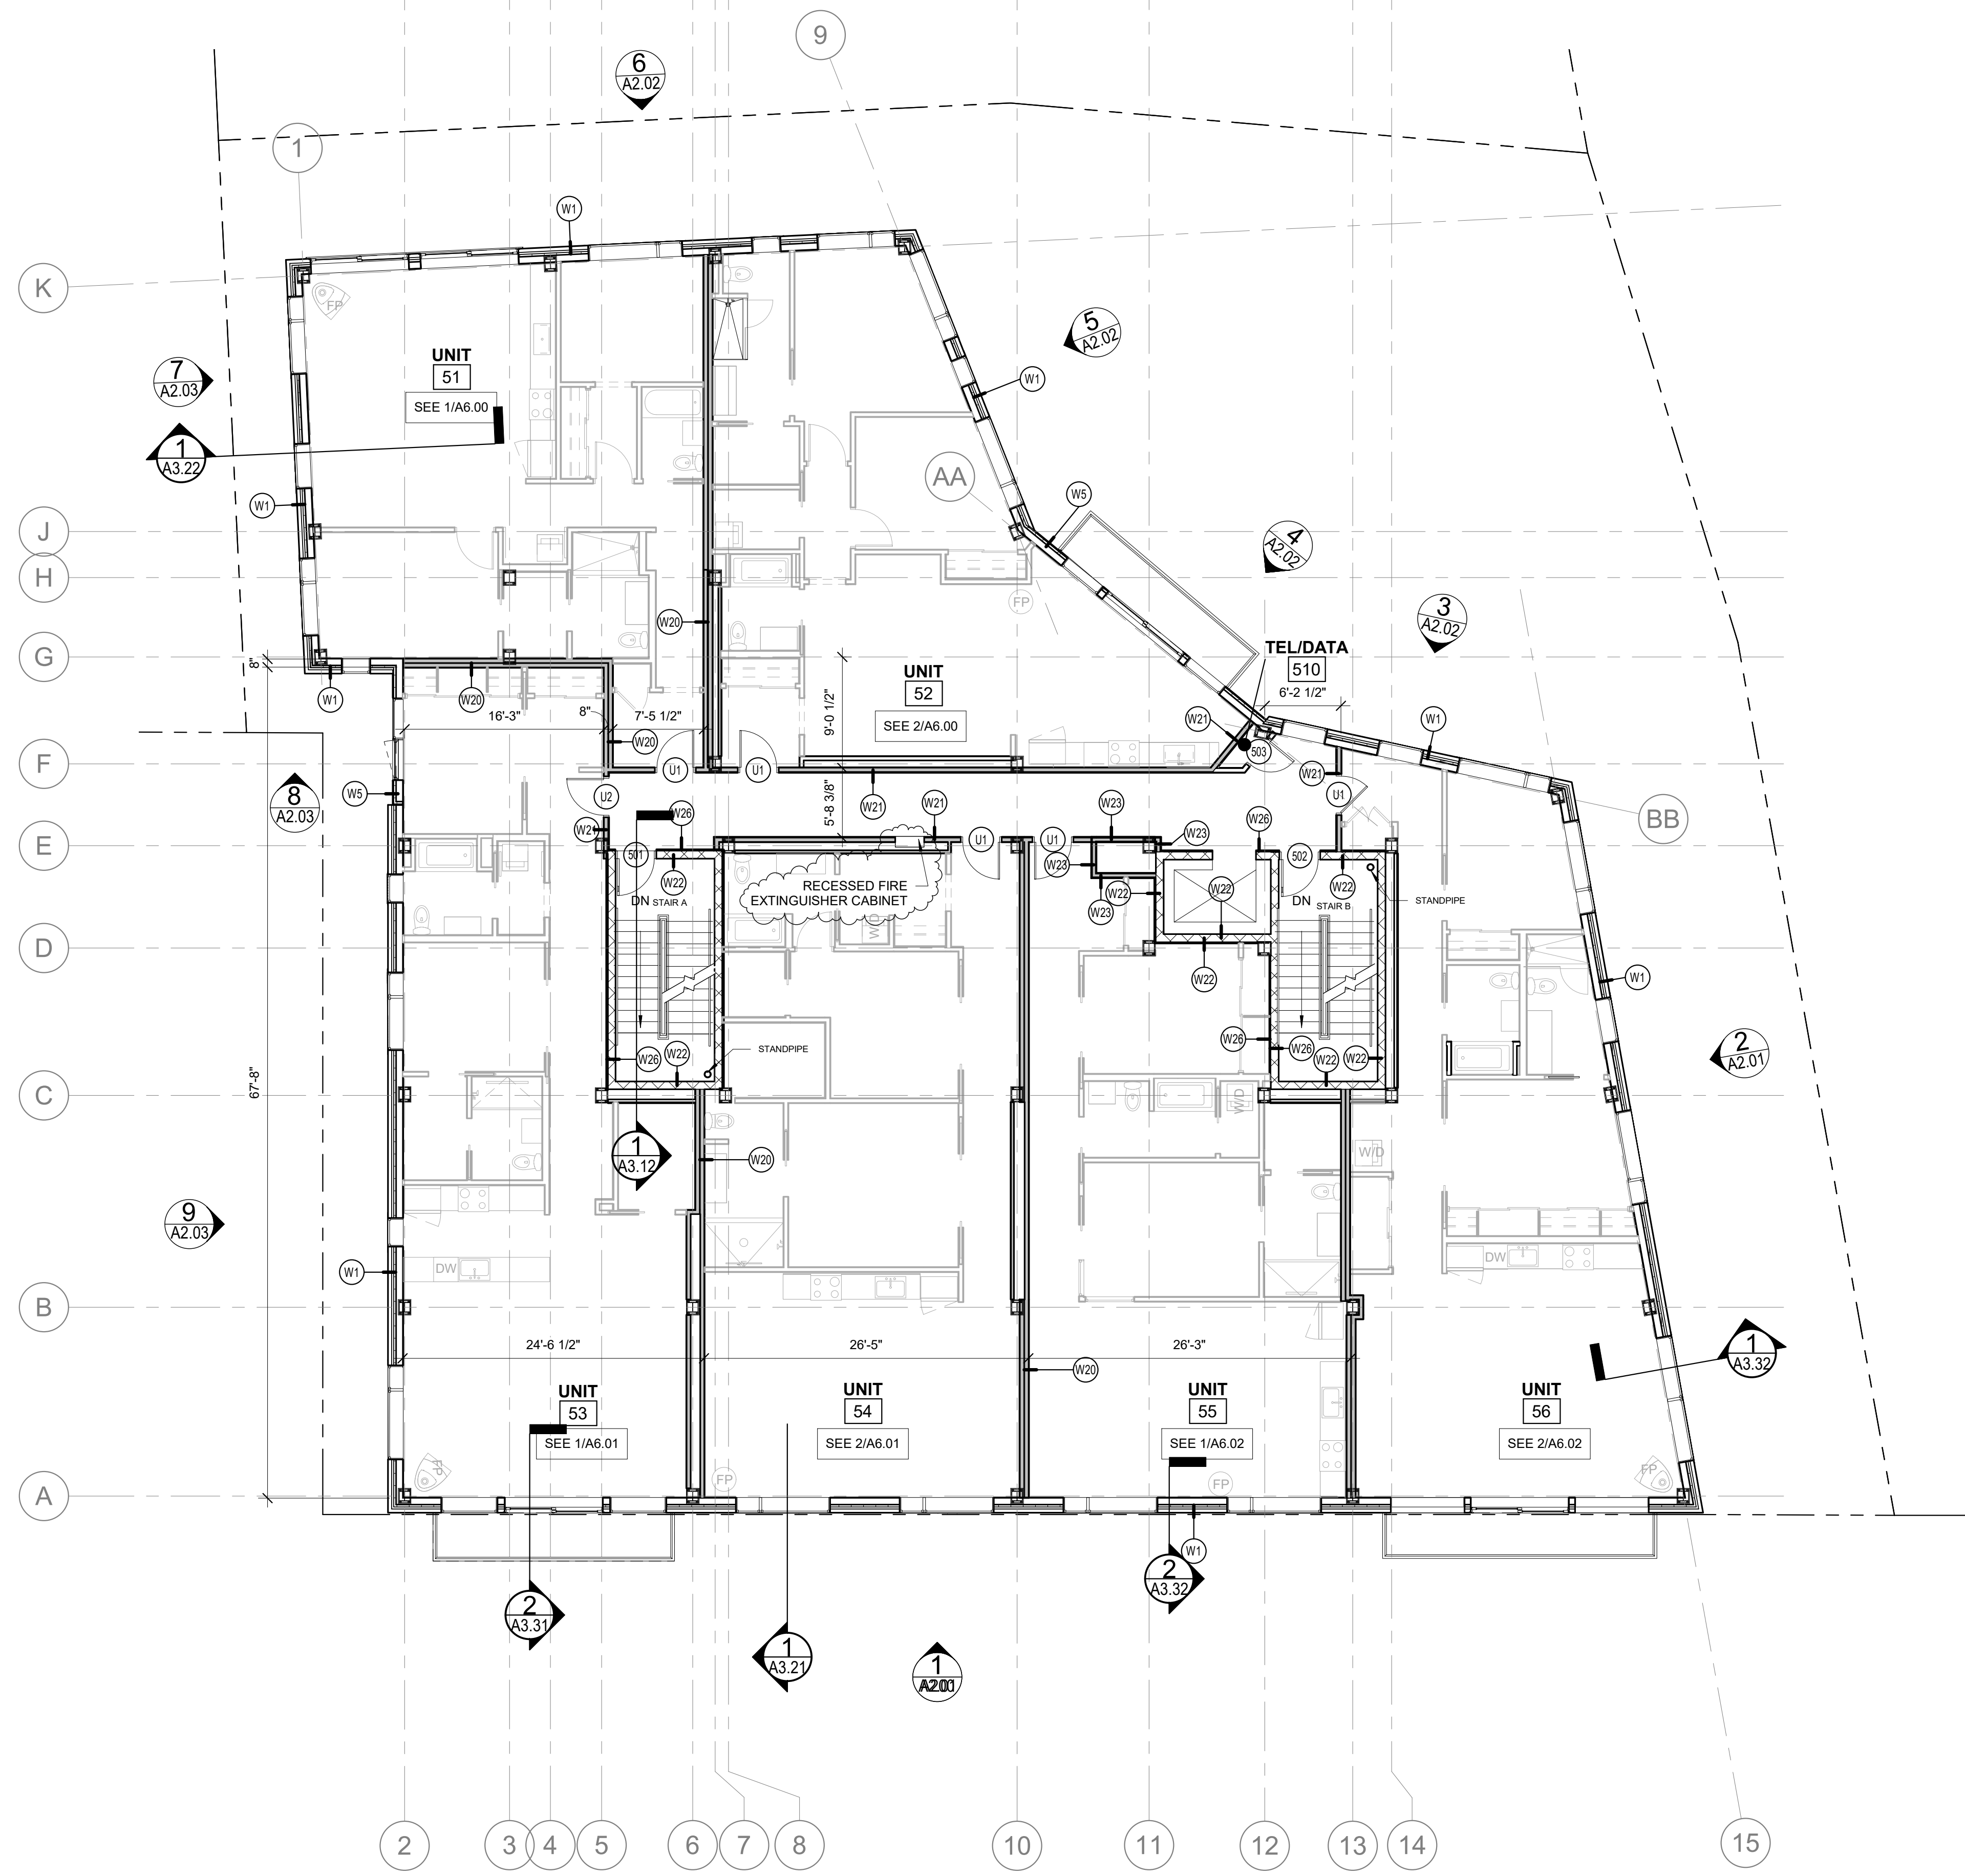 9
6
A2.02
1
W1
K
5
A2.02
FP
UNIT
51
SEE 1/A6.00
7
A2.03
W1
1
A3.22
AA
W5
W1
J
4
A2.02
H
FP
3
A2.02
W20
G
8"
TEL/DATA
510
6'-2 1/2"
UNIT
52
SEE 2/A6.00
W1
W20
16'-3"
8"
7'-5 1/2"
9'-0 1/2"
W21
W1
W20
503
F
U1
U1
W21
U2
W21
U1
8
A2.03
W5
5'-8 3/8"
W26
W21
W23
BB
W21
W23
W26
E
U1
U1
501
W23
502
W22
RECESSED FIRE
EXTINGUISHER CABINET
W22
W22
W22
DN STAIR A
W23
DN STAIR B
STANDPIPE
W/D
D
W22
W1
W26
W22
STANDPIPE
W26
W26
W22
W22
2
A2.01
67'-8"
C
W/D
1
A3.12
W20
W/D
9
A2.03
DW
W1
DW
B
24'-6 1/2"
26'-5"
26'-3"
1
A3.32
W20
UNIT
53
SEE 1/A6.01
UNIT
54
SEE 2/A6.01
UNIT
55
SEE 1/A6.02
UNIT
56
SEE 2/A6.02
FP
FP
FP
FP
A
W1
2
A3.32
2
A3.31
1
A3.21
1
2
3
4
5
6
7
8
10
11
12
13
14
15